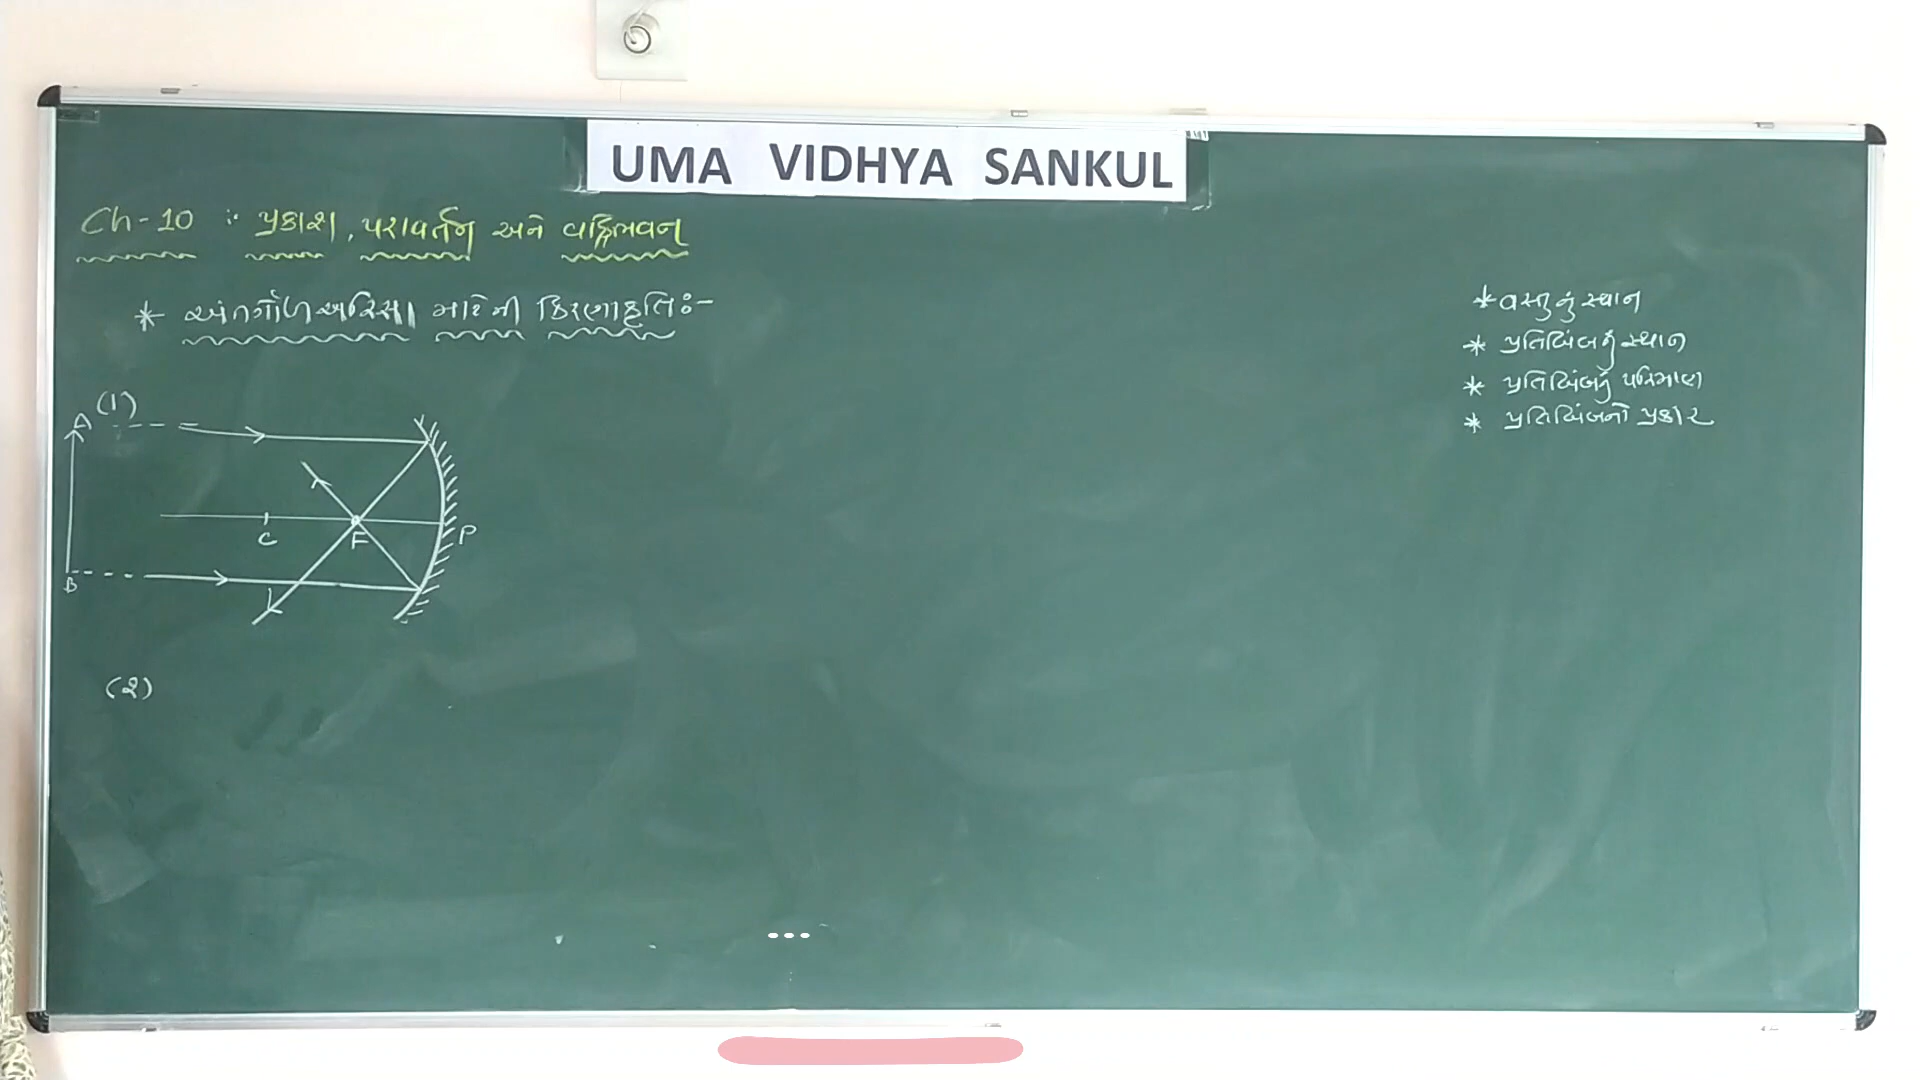 UMA VIDHYA SANKUL
Ch-10 : પ્રકાશ, પરાવર્તન અને વક્રિભવન
* અંતર્ગોળ અરિસા માટેની કિરણાકૃતિ:-
* વસ્તુનું સ્થાન
* પ્રતિબિંબનું સ્થાન
* પ્રતિબિંબનું પરિમાણ
* પ્રતિબિંબનો પ્રકાર
(1)
A
C F P
B
(૨)